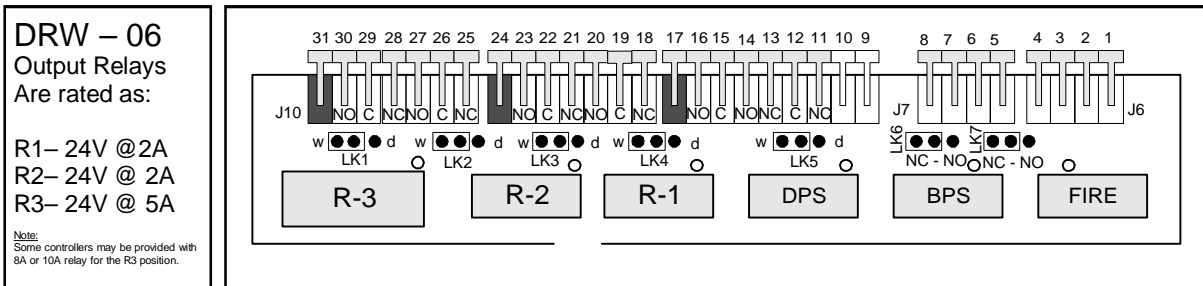 DRW – 06
Output Relays
Are rated as:
R1– 24V @2A
R2– 24V @ 2A
R3– 24V @ 5A
Note:
Some controllers may be provided with
8A or 10A relay for the R3 position.
31 30 29 28 27 26 25 24 23 22 21 20 19 18 17 16 15 14 13 12 11 10 9 8 7 6 5 4 3 2 1
J10 NO C NC NO C NC NO C NC NO C NC NO C NO NC C NC J7 J6
w d w d w d w d w d LK6 LK7
LK1 LK2 LK3 LK4 LK5 NC - NO NC - NO
R-3 R-2 R-1 DPS BPS FIRE